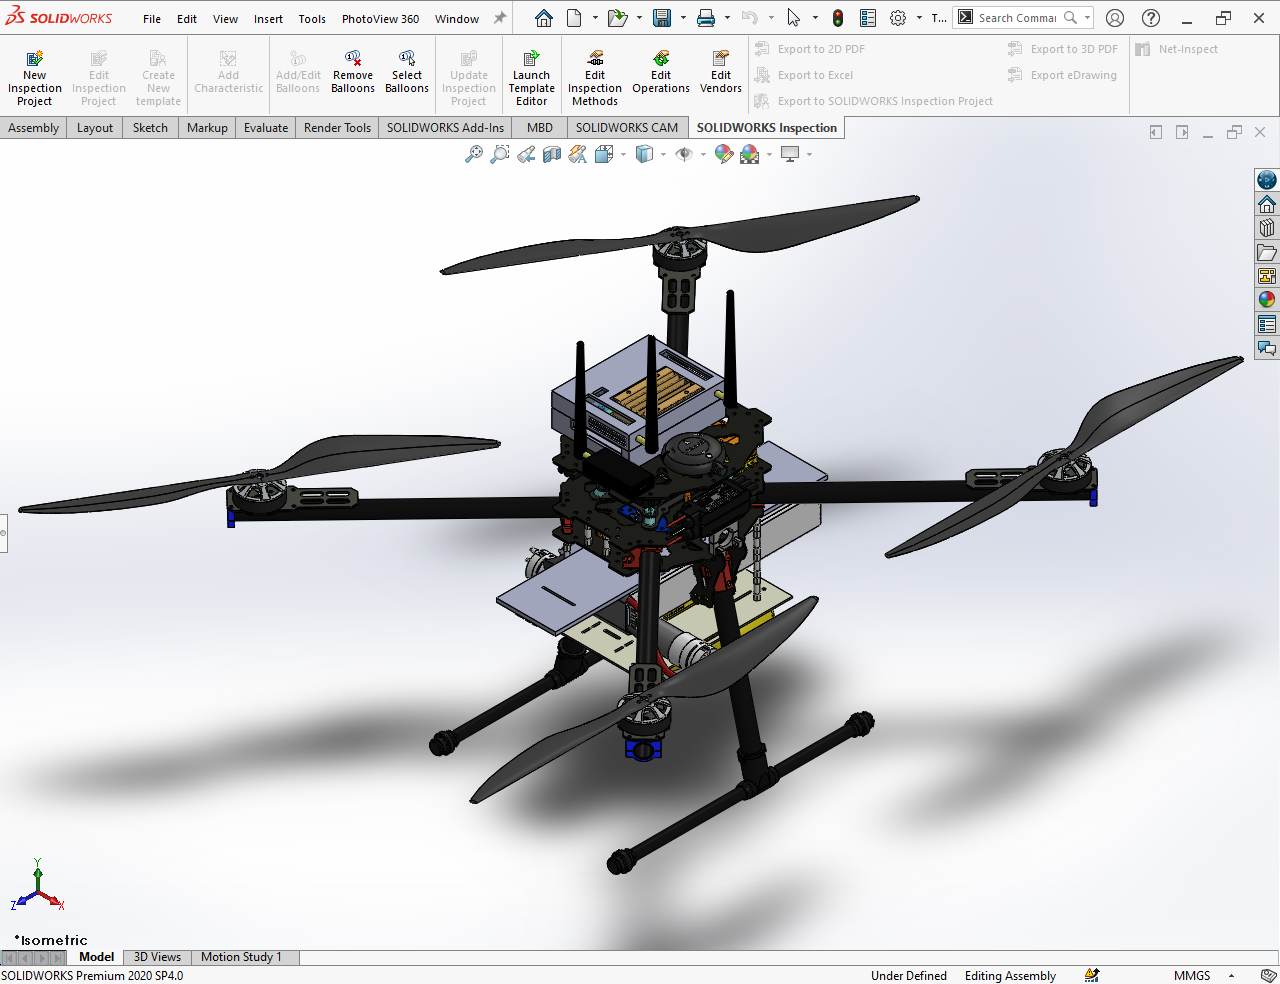 SOLIDWORKS File Edit View Insert Tools PhotoView 360 Window T... Search Commar
New Inspection Project
Edit Inspection Project
Create New template
Add Characteristic
Add/Edit Balloons
Remove Balloons
Select Balloons
Update Inspection Project
Launch Template Editor
Edit Inspection Methods
Edit Operations
Edit Vendors
Export to 2D PDF
Export to Excel
Export to SOLIDWORKS Inspection Project
Export to 3D PDF
Export eDrawing
Net-Inspect
Assembly Layout Sketch Markup Evaluate Render Tools SOLIDWORKS Add-Ins MBD SOLIDWORKS CAM SOLIDWORKS Inspection
Y
Z X
*Isometric
Model 3D Views Motion Study 1
SOLIDWORKS Premium 2020 SP4.0 Under Defined Editing Assembly MMGS